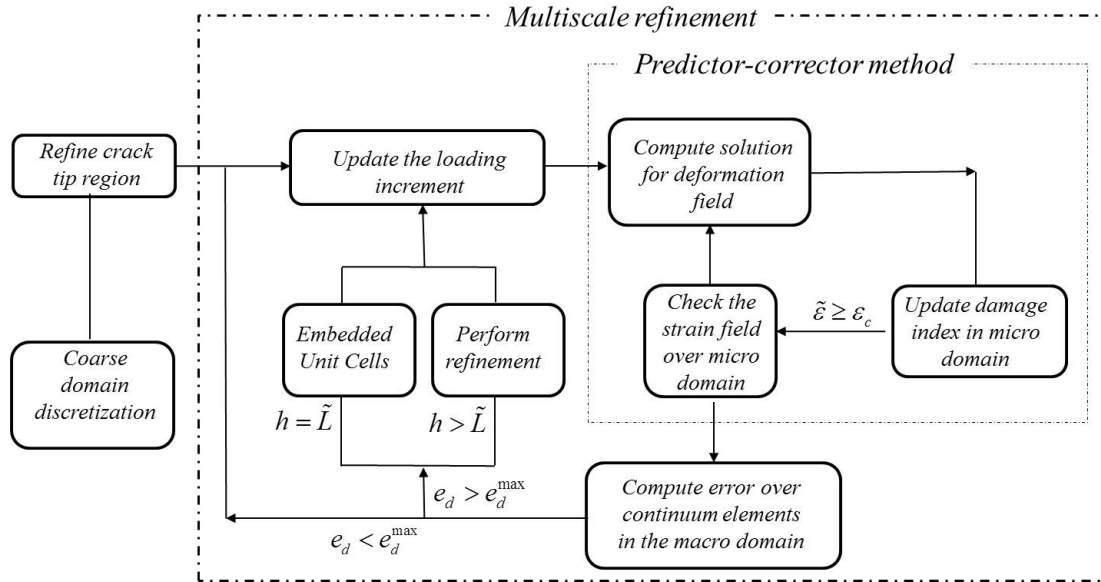 Multiscale refinement
Predictor-corrector method
Refine crack
tip region
Update the loading
increment
Compute solution
for deformation
field
Coarse
domain
discretization
Embedded
Unit Cells
Perform
refinement
Check the
strain field
over micro
domain
ε̃ ≥ ε_c
Update damage
index in micro
domain
h = L̃
h > L̃
e_d > e_d^max
e_d < e_d^max
Compute error over
continuum elements
in the macro domain